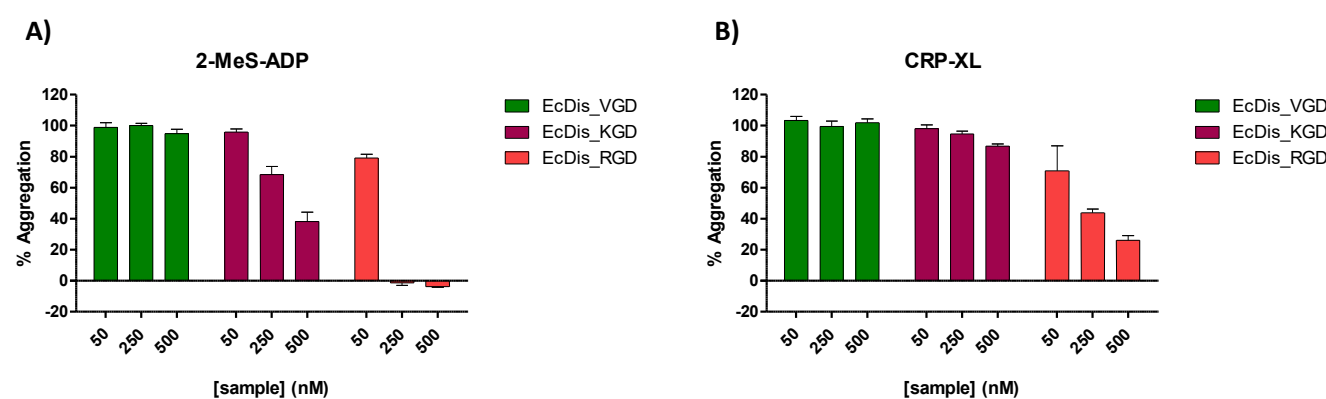 A)
2-MeS-ADP
% Aggregation
120
100
80
60
40
20
0
-20
50 250 500 50 250 500 50 250 500
[sample] (nM)
EcDis_VGD
EcDis_KGD
EcDis_RGD
B)
CRP-XL
% Aggregation
120
100
80
60
40
20
0
-20
50 250 500 50 250 500 50 250 500
[sample] (nM)
EcDis_VGD
EcDis_KGD
EcDis_RGD